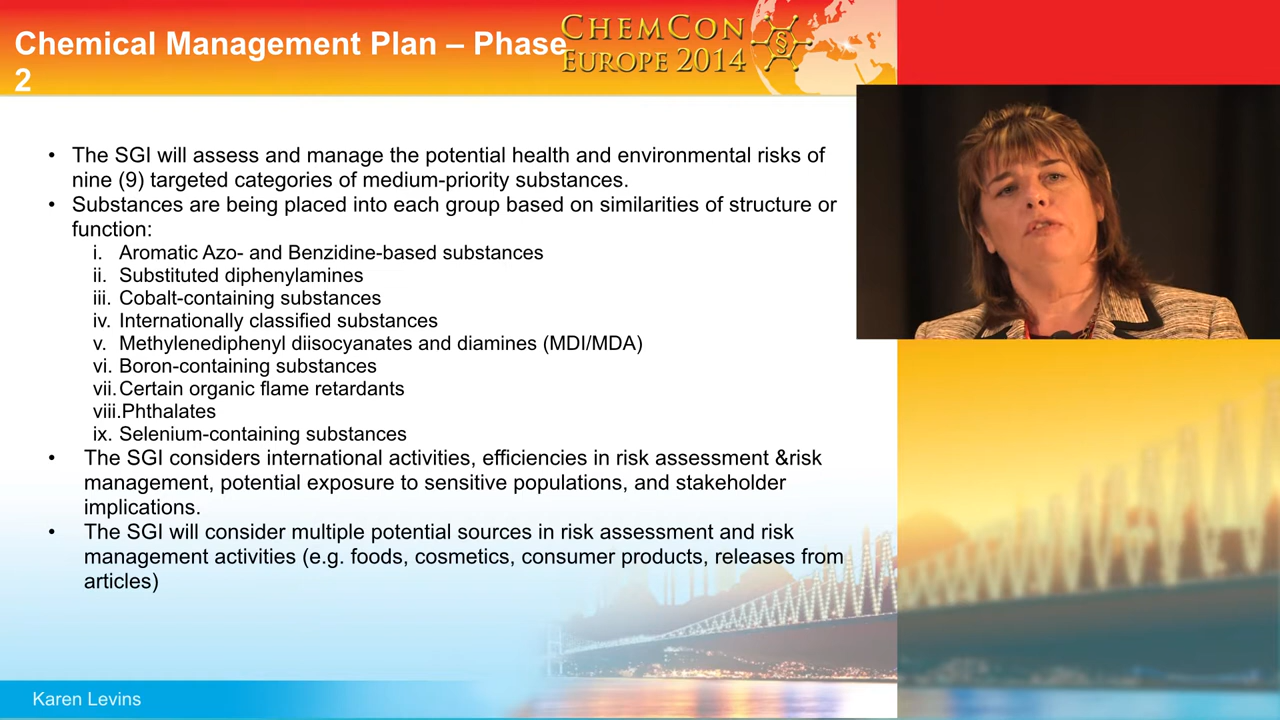 Chemical Management Plan – Phase
2
CHEMCON
EUROPE 2014
§
• The SGI will assess and manage the potential health and environmental risks of
nine (9) targeted categories of medium-priority substances.
• Substances are being placed into each group based on similarities of structure or
function:
i. Aromatic Azo- and Benzidine-based substances
ii. Substituted diphenylamines
iii. Cobalt-containing substances
iv. Internationally classified substances
v. Methylenediphenyl diisocyanates and diamines (MDI/MDA)
vi. Boron-containing substances
vii. Certain organic flame retardants
viii.Phthalates
ix. Selenium-containing substances
• The SGI considers international activities, efficiencies in risk assessment &risk
management, potential exposure to sensitive populations, and stakeholder
implications.
• The SGI will consider multiple potential sources in risk assessment and risk
management activities (e.g. foods, cosmetics, consumer products, releases from
articles)
Karen Levins